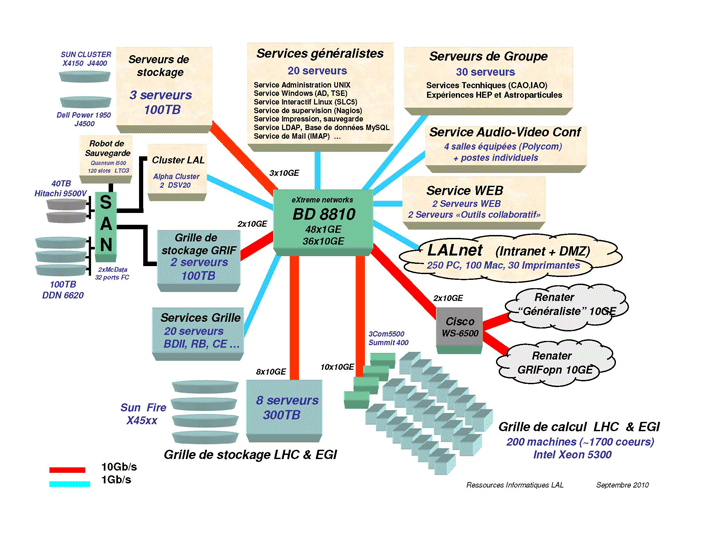 SUN CLUSTER
X4150 J4400
Dell Power 1950
J4500
Serveurs de
stockage
3 serveurs
100TB
Services généralistes
20 serveurs
Service Administration UNIX
Service Windows (AD, TSE)
Service Interactif Linux (SLC5)
Service de supervision (Nagios)
Service Impression, sauvegarde
Service LDAP, Base de données MySQL
Service de Mail (IMAP) ...
Serveurs de Groupe
30 serveurs
Services Tecnhiques (CAO,IAO)
Expériences HEP et Astroparticules
Service Audio-Video Conf
4 salles équipées (Polycom)
+ postes individuels
Robot de
Sauvegarde
Quantum i500
120 slots LTO3
Cluster LAL
Alpha Cluster
2 DSV20
40TB
Hitachi 9500V
SAN
2xMcData
32 ports FC
100TB
DDN 6620
3x10GE
eXtreme networks
BD 8810
48x1GE
36x10GE
Service WEB
2 Serveurs WEB
2 Serveurs «Outils collaboratif»
2x10GE
Grille de
stockage GRIF
2 serveurs
100TB
LALnet (Intranet + DMZ)
250 PC, 100 Mac, 30 Imprimantes
2x10GE
Cisco
WS-6500
Renater
“Généraliste” 10GE
Renater
GRIFopn 10GE
Services Grille
20 serveurs
BDII, RB, CE ...
8x10GE
10x10GE
3Com5500
Summit 400
Sun Fire
X45xx
8 serveurs
300TB
Grille de stockage LHC & EGI
Grille de calcul LHC & EGI
200 machines (~1700 coeurs)
Intel Xeon 5300
10Gb/s
1Gb/s
Ressources Informatiques LAL Septembre 2010